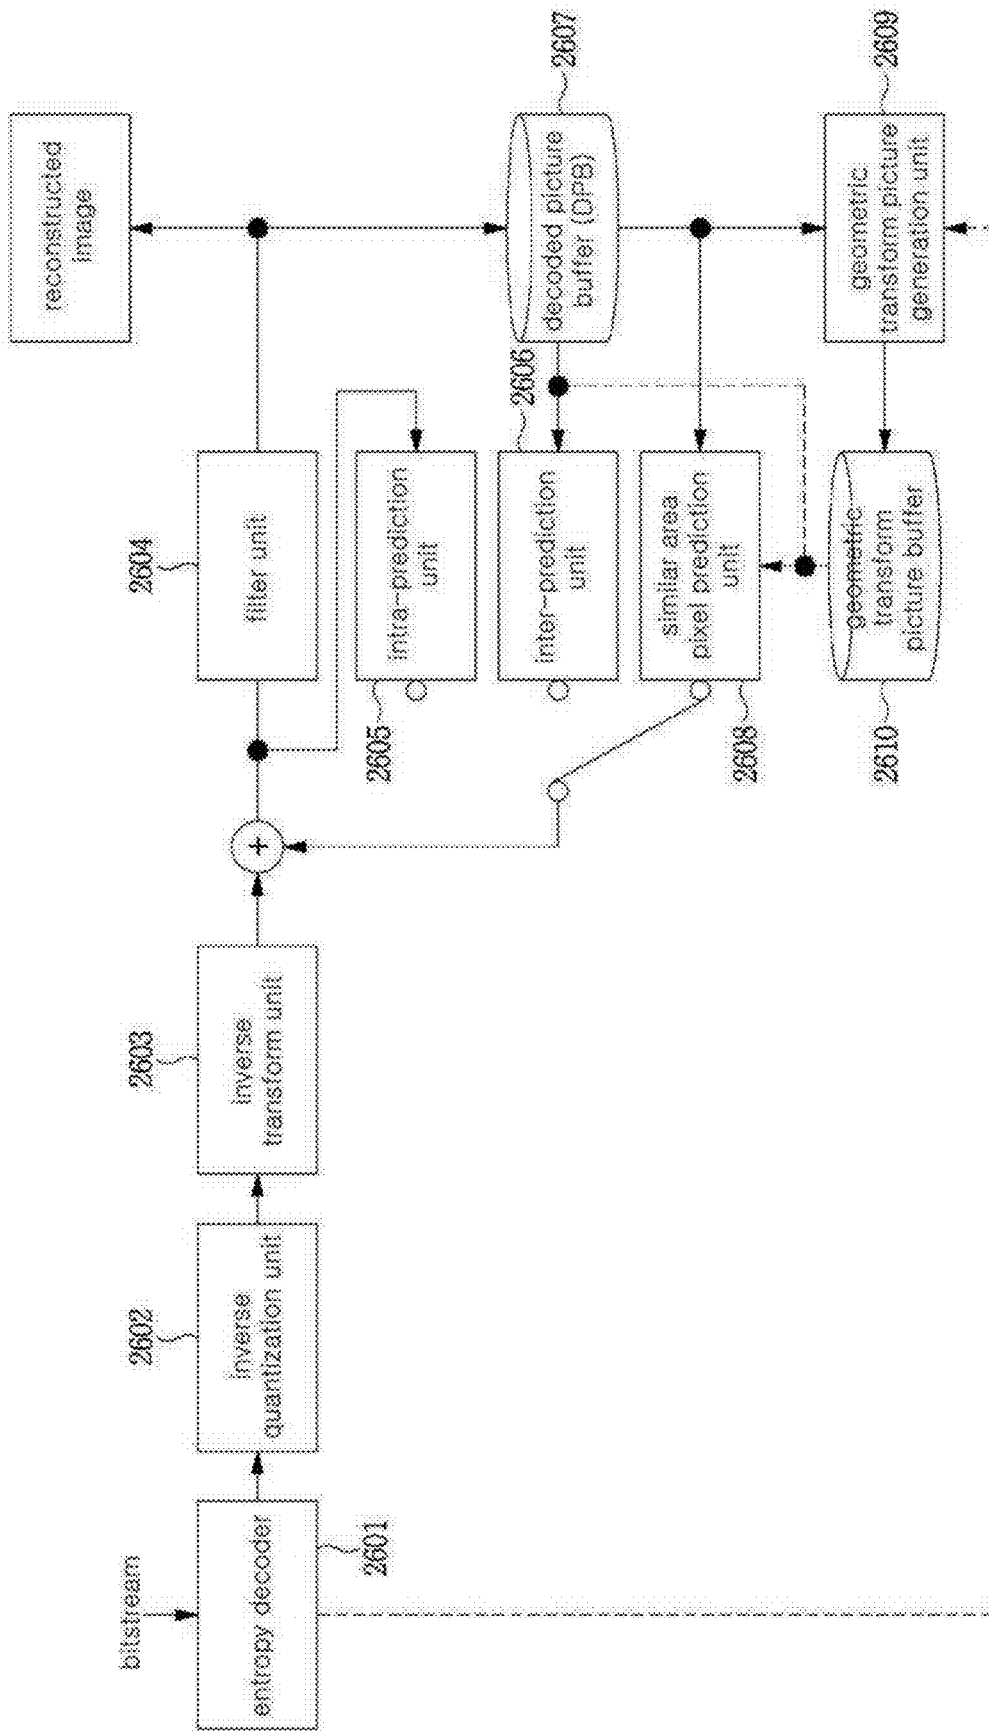 bitstream
entropy decoder
2601
inverse
quantization unit
2602
inverse
transform unit
2603
+
filter unit
2604
reconstructed
image
intra-prediction
unit
2605
inter-prediction
unit
2606
decoded picture
buffer (DPB)
2607
similar area
pixel prediction
unit
2608
geometric
transform picture
generation unit
2609
geometric
transform
picture buffer
2610